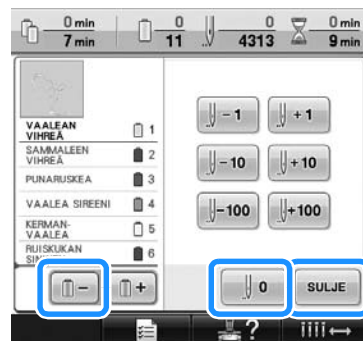 0 min 0 0 0 min
7 min 11 4313 9 min
VAALEAN
VIHREÄ 1
SAMMALEEN
VIHREÄ 2
PUNARUSKEA 3
VAALEA SIREENI 4
KERMAN-
VAALEA 5
RUISKUKAN
6
-1 +1
-10 +10
-100 +100
- + 0 SULJE
?